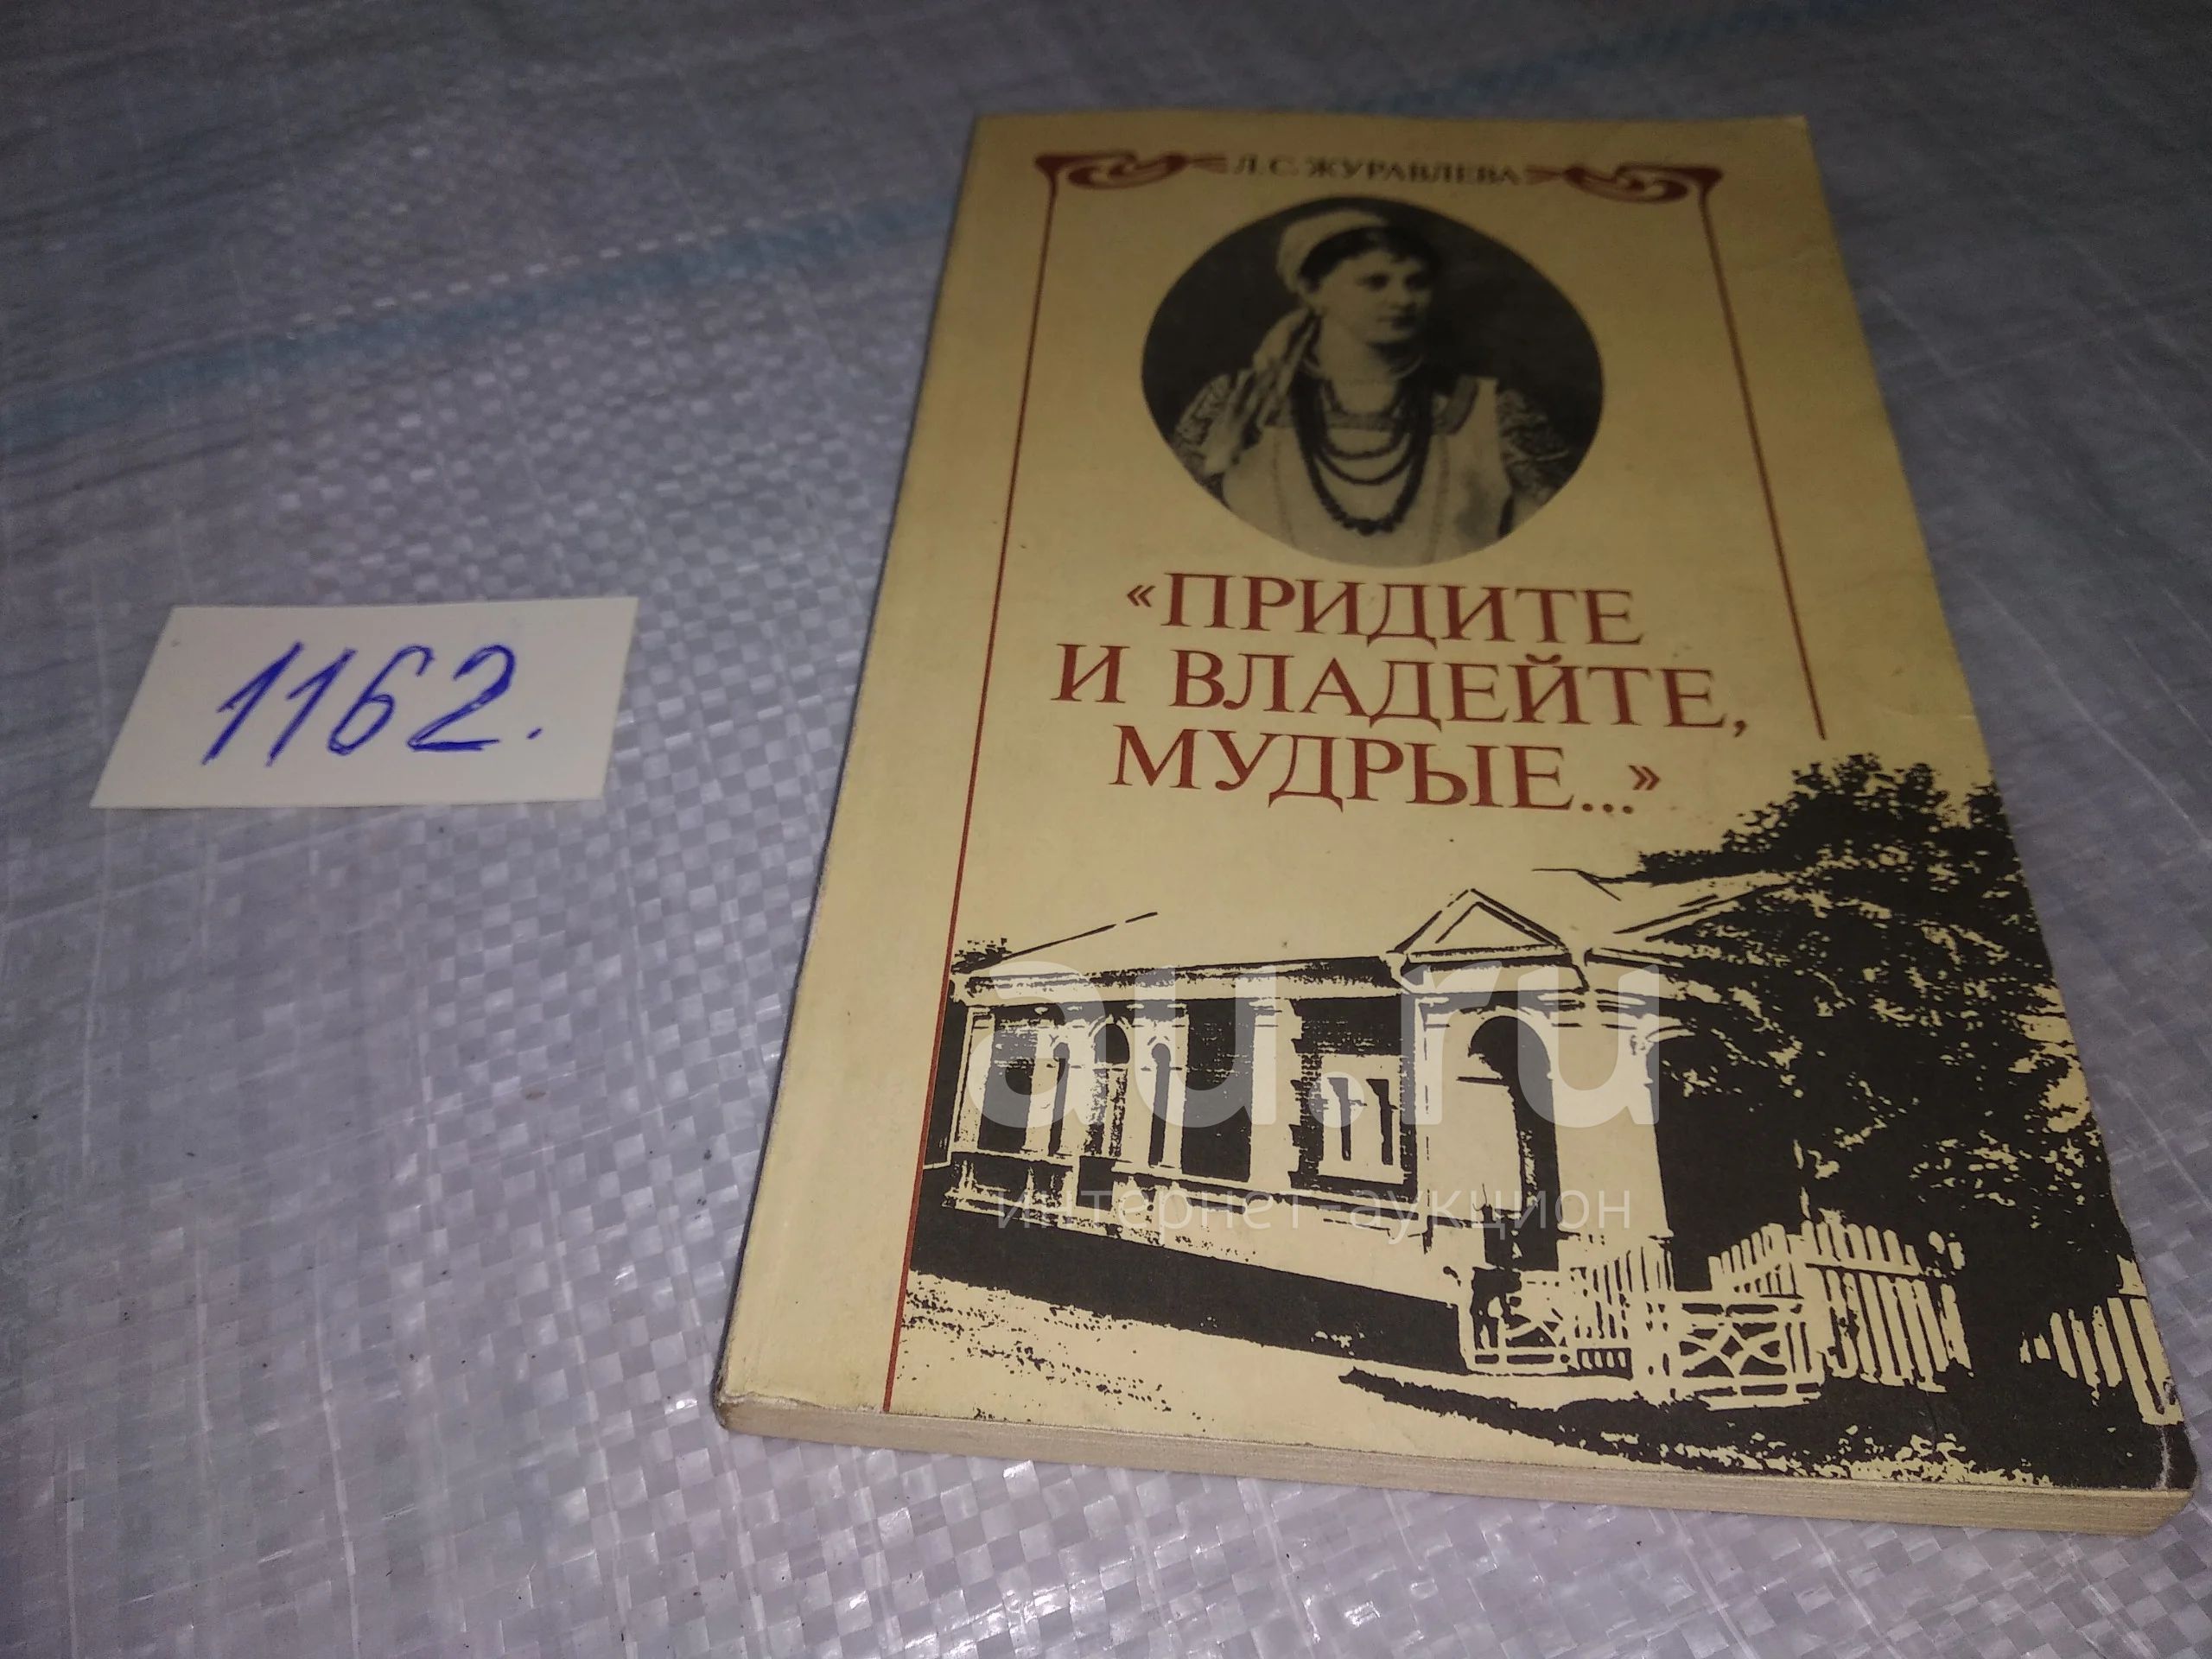 Л. С. ЖУРАВЛЕВА
«ПРИДИТЕ
И ВЛАДЕЙТЕ,
МУДРЫЕ...»
1162.
au.ru
интернет-аукцион